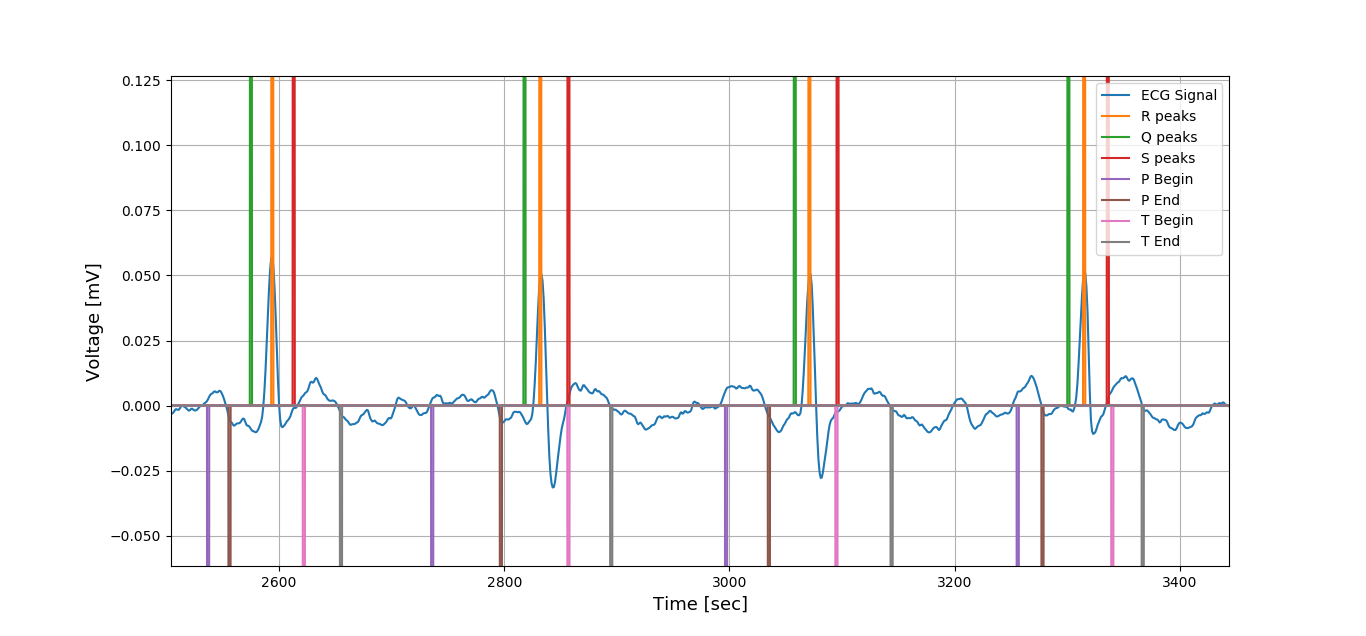 0.125
0.100
0.075
0.050
0.025
0.000
−0.025
−0.050
Voltage [mV]
ECG Signal
R peaks
Q peaks
S peaks
P Begin
P End
T Begin
T End
2600 2800 3000 3200 3400
Time [sec]